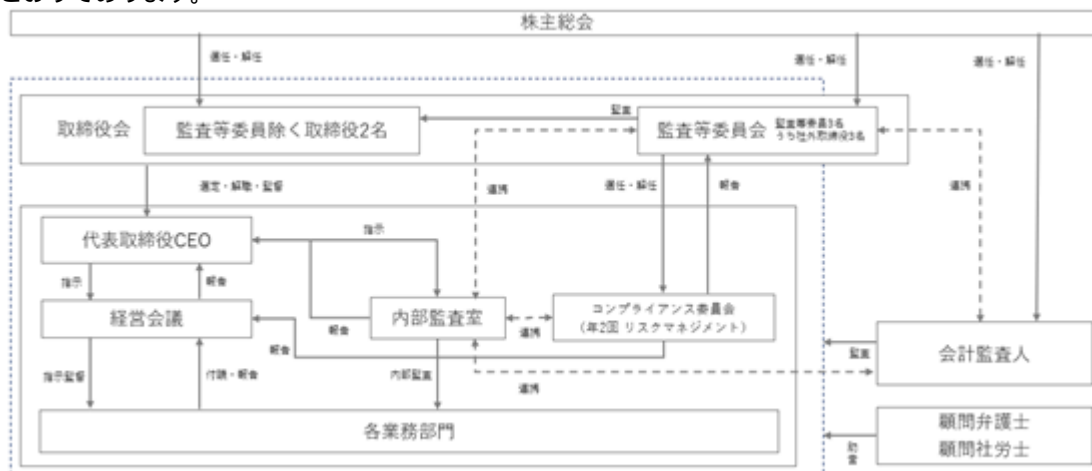 とおりであります。
株主総会
選任・解任
選任・解任
選任・解任
取締役会
監査等委員除く取締役2名
監査
監査等委員会
監査等委員3名
うち社外取締役3名
選定・解職・監督
連携
選任・解任
報告
連携
代表取締役CEO
指示
指示
報告
経営会議
内部監査室
コンプライアンス委員会
(年2回 リスクマネジメント)
報告
連携
報告
監査
会計監査人
指示監督
付議・報告
内部監査
連携
各業務部門
顧問弁護士
顧問社労士
助言